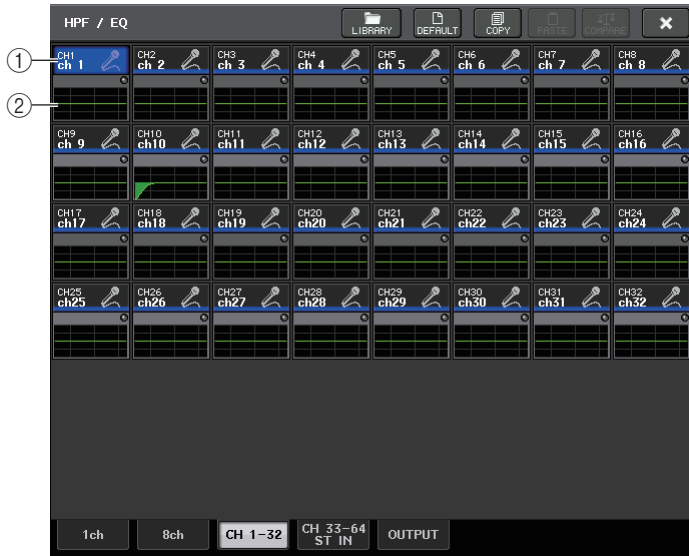 HPF / EQ
LIBRARY
DEFAULT
COPY
PASTE
COMPARE
1
2
CH1
ch 1
CH2
ch 2
CH3
ch 3
CH4
ch 4
CH5
ch 5
CH6
ch 6
CH7
ch 7
CH8
ch 8
CH9
ch 9
CH10
ch10
CH11
ch11
CH12
ch12
CH13
ch13
CH14
ch14
CH15
ch15
CH16
ch16
CH17
ch17
CH18
ch18
CH19
ch19
CH20
ch20
CH21
ch21
CH22
ch22
CH23
ch23
CH24
ch24
CH25
ch25
CH26
ch26
CH27
ch27
CH28
ch28
CH29
ch29
CH30
ch30
CH31
ch31
CH32
ch32
1ch
8ch
CH 1-32
CH 33-64
ST IN
OUTPUT